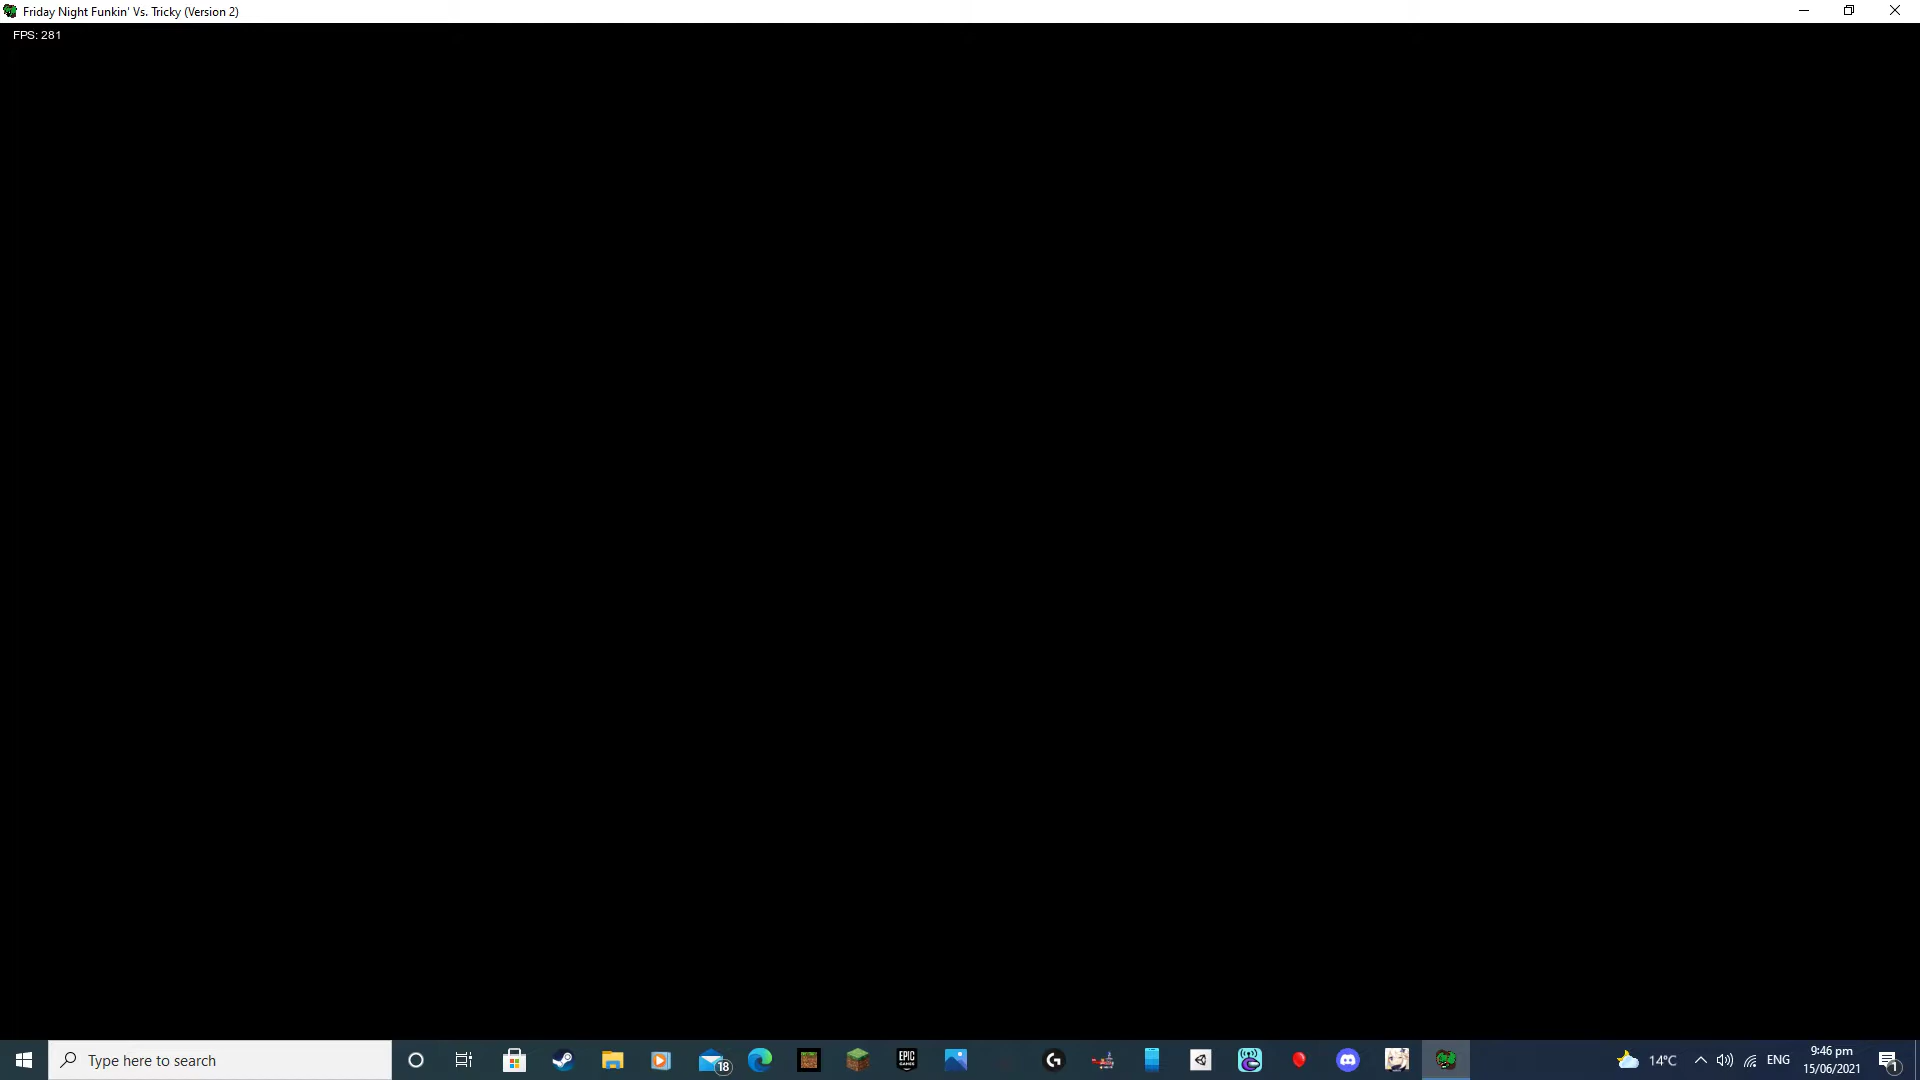 Friday Night Funkin' Vs. Tricky (Version 2)
FPS: 281
Type here to search
18
EPIC
GAMES
14°C
ENG
9:46 pm
15/06/2021
1